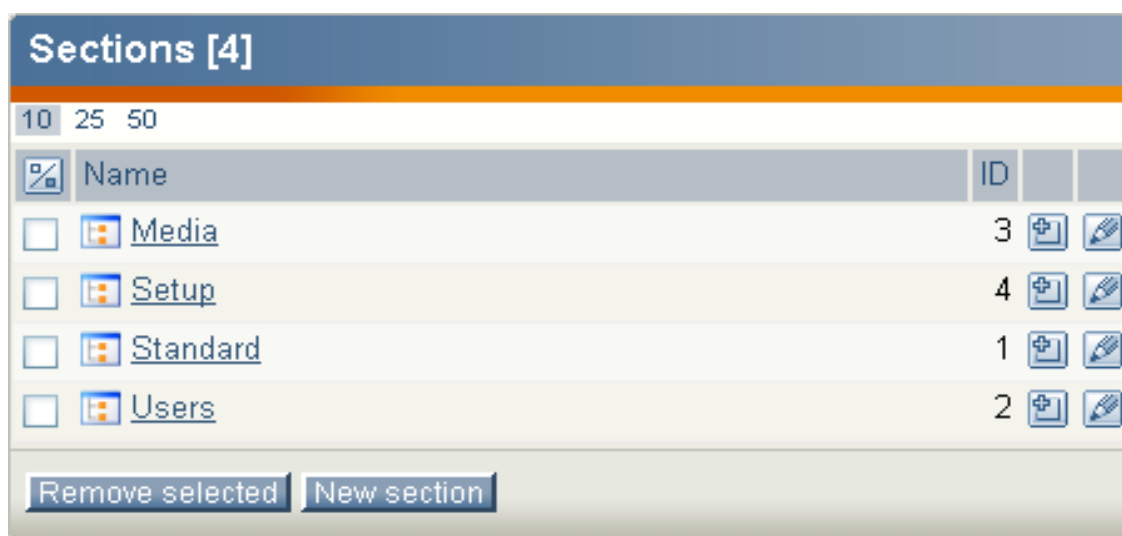 Sections [4]
10 25 50
Name ID
Media 3
Setup 4
Standard 1
Users 2
Remove selected New section